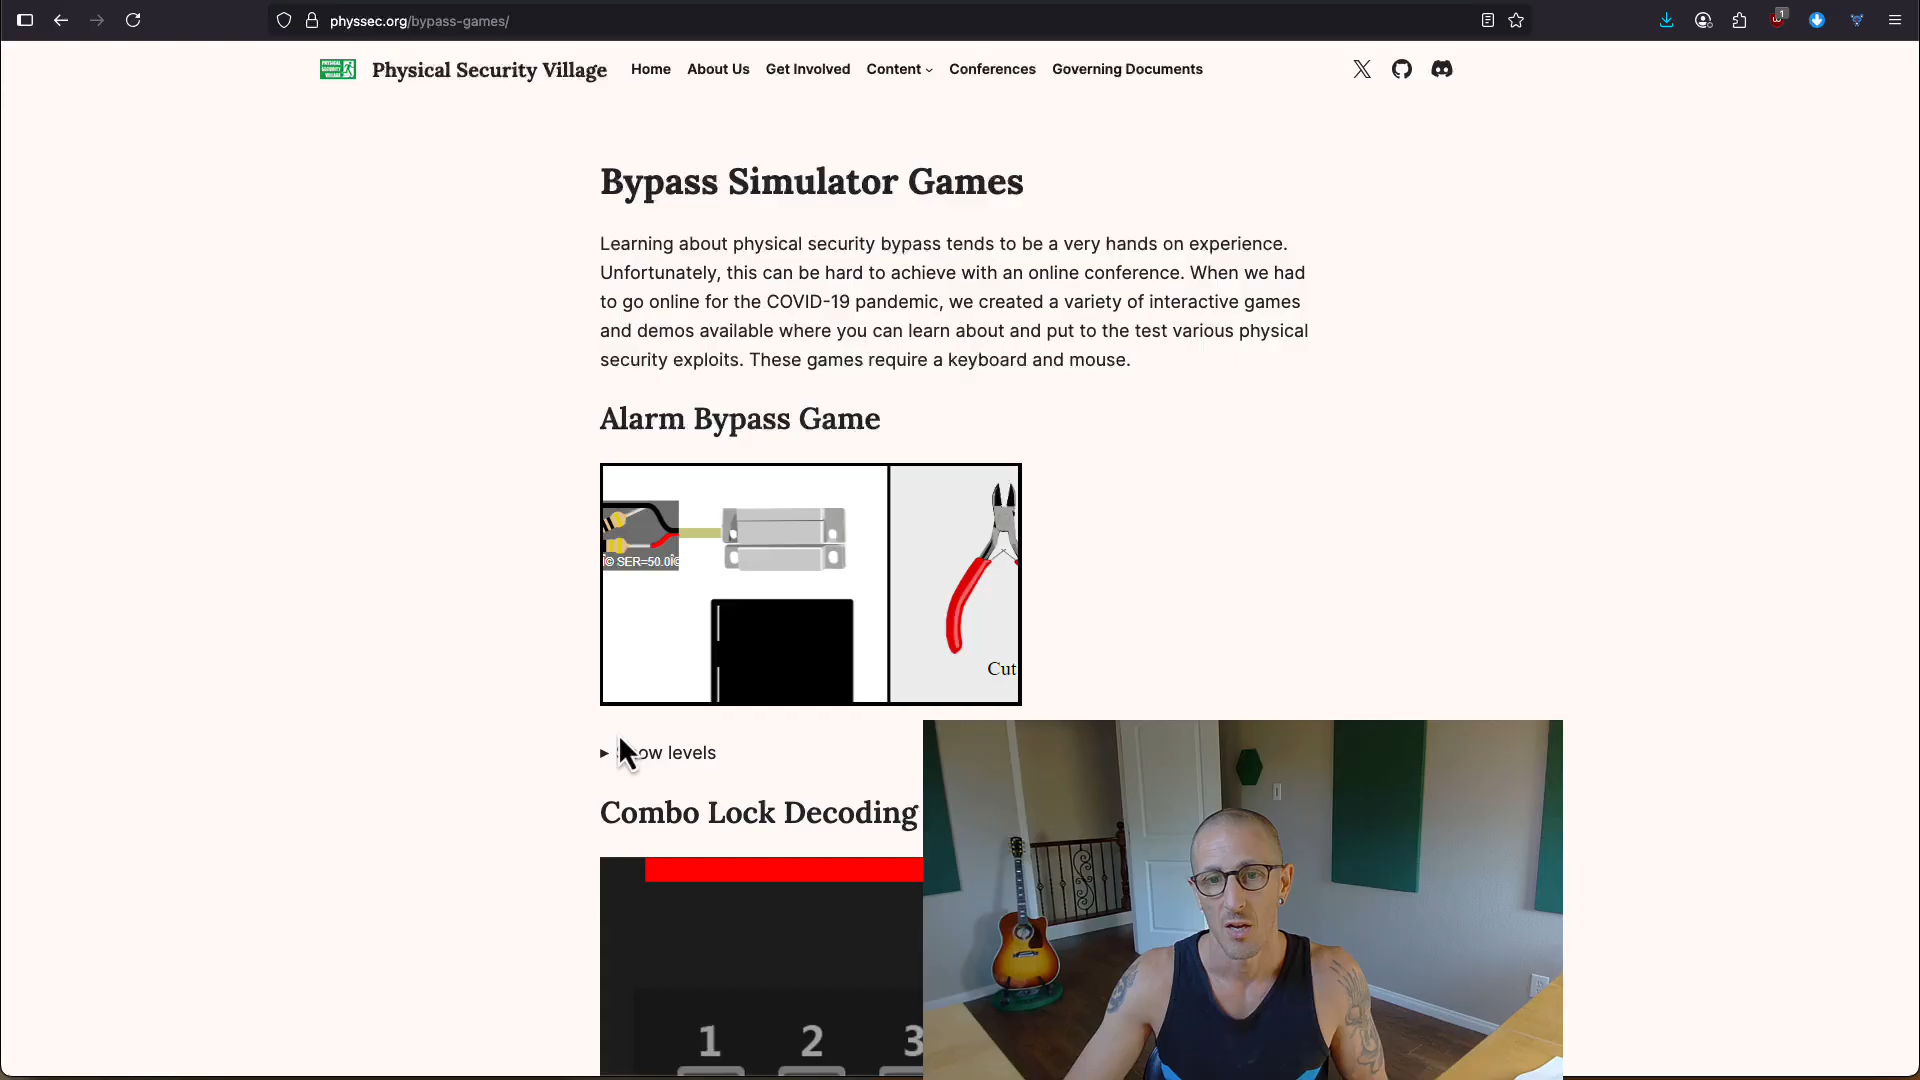 physsec.org/bypass-games/
1
PHYSICAL
SECURITY
VILLAGE
Physical Security Village
Home
About Us
Get Involved
Content
Conferences
Governing Documents
Bypass Simulator Games
Learning about physical security bypass tends to be a very hands on experience.
Unfortunately, this can be hard to achieve with an online conference. When we had
to go online for the COVID-19 pandemic, we created a variety of interactive games
and demos available where you can learn about and put to the test various physical
security exploits. These games require a keyboard and mouse.
Alarm Bypass Game
Î© SER=50.0Î©
Cut
ow levels
Combo Lock Decoding
1 2 3